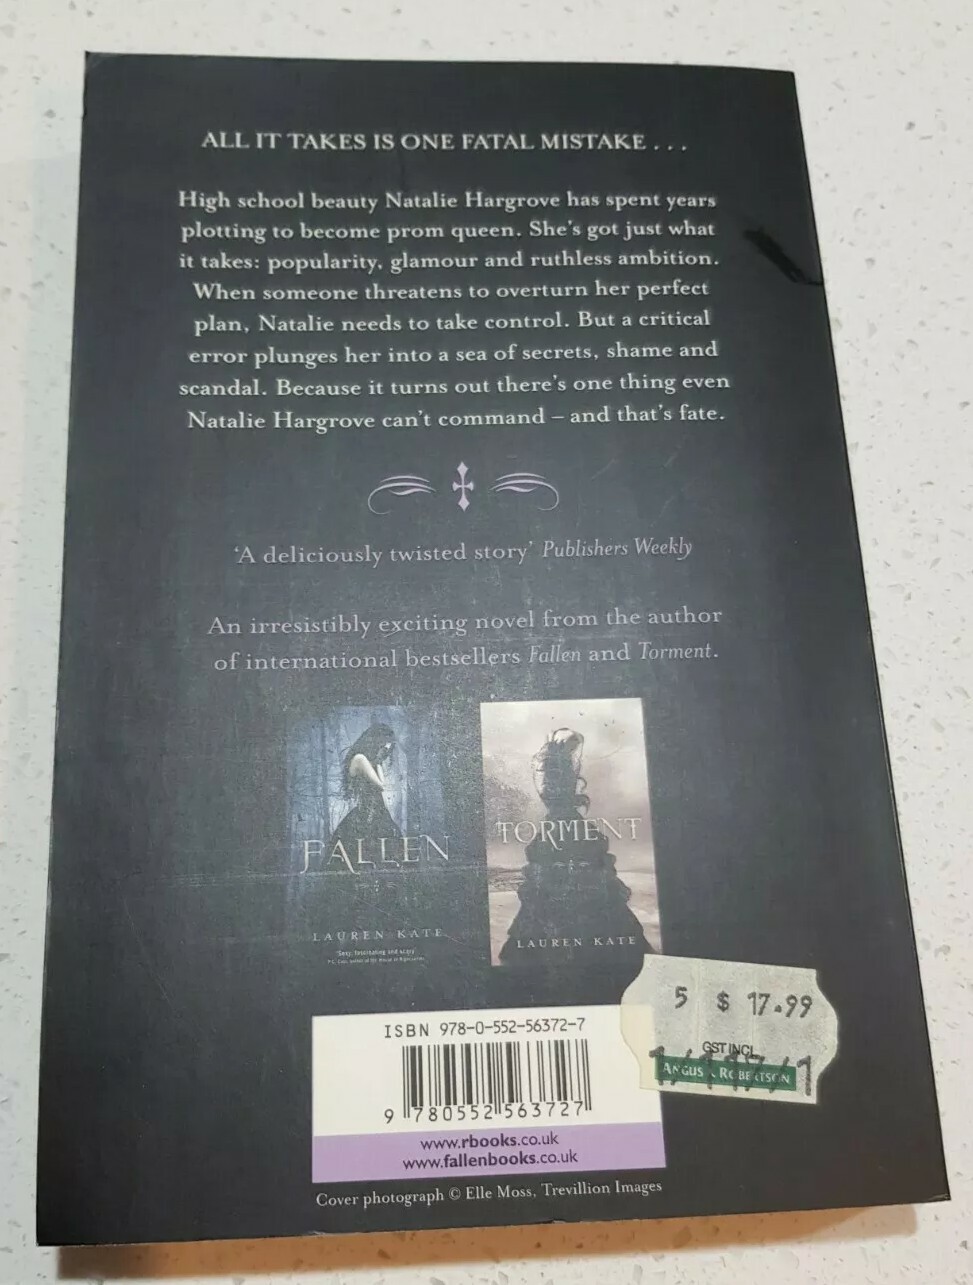 ALL IT TAKES IS ONE FATAL MISTAKE . . .
High school beauty Natalie Hargrove has spent years
plotting to become prom queen. She's got just what
it takes: popularity, glamour and ruthless ambition.
When someone threatens to overturn her perfect
plan, Natalie needs to take control. But a critical
error plunges her into a sea of secrets, shame and
scandal. Because it turns out there's one thing even
Natalie Hargrove can't command – and that's fate.
'A deliciously twisted story' Publishers Weekly
An irresistibly exciting novel from the author
of international bestsellers Fallen and Torment.
FALLEN
LAUREN KATE
'Sexy, fascinating and scary'
TORMENT
LAUREN KATE
5 $ 17.99
GST INCL
ANGUS & ROBERTSON
ISBN 978-0-552-56372-7
9 780552 563727
www.rbooks.co.uk
www.fallenbooks.co.uk
Cover photograph © Elle Moss, Trevillion Images